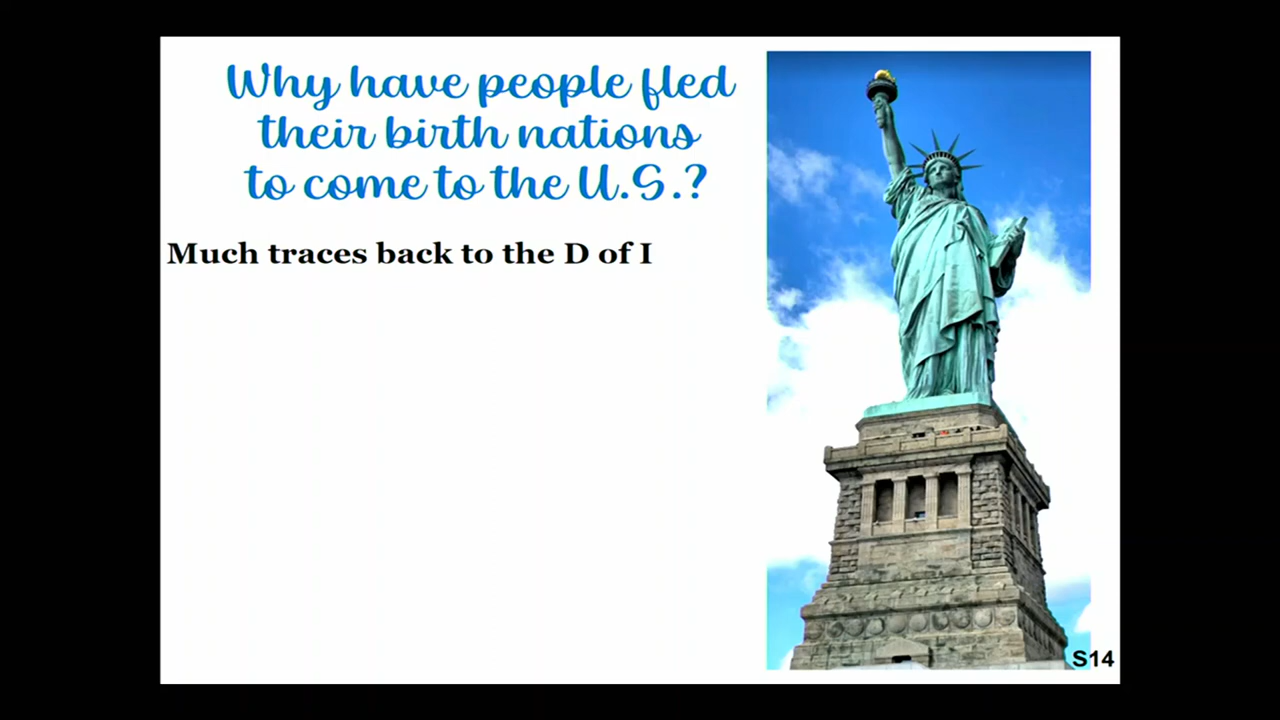 Why have people fled
their birth nations
to come to the U.S.?
Much traces back to the D of I
S14